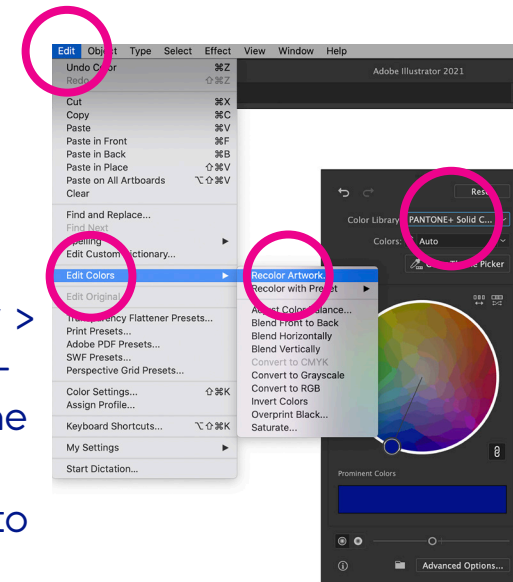 Edit Object Type Select Effect View Window Help
Adobe Illustrator 2021
Undo Color ⌘Z
Redo ⇧⌘Z
Cut ⌘X
Copy ⌘C
Paste ⌘V
Paste in Front ⌘F
Paste in Back ⌘B
Paste in Place ⇧⌘V
Paste on All Artboards ⌥⇧⌘V
Clear
Find and Replace...
Find Next
Spelling
Edit Custom Dictionary...
Edit Colors
Edit Original
Transparency Flattener Presets...
Print Presets...
Adobe PDF Presets...
SWF Presets...
Perspective Grid Presets...
Color Settings... ⇧⌘K
Assign Profile...
Keyboard Shortcuts... ⌥⇧⌘K
My Settings
Start Dictation...
Recolor Artwork...
Recolor with Preset
Adjust Color Balance...
Blend Front to Back
Blend Horizontally
Blend Vertically
Convert to CMYK
Convert to Grayscale
Convert to RGB
Invert Colors
Overprint Black...
Saturate...
Color Library: PANTONE+ Solid C...
Colors: Auto
Picker
Prominent Colors
Advanced Options...
>
-
to